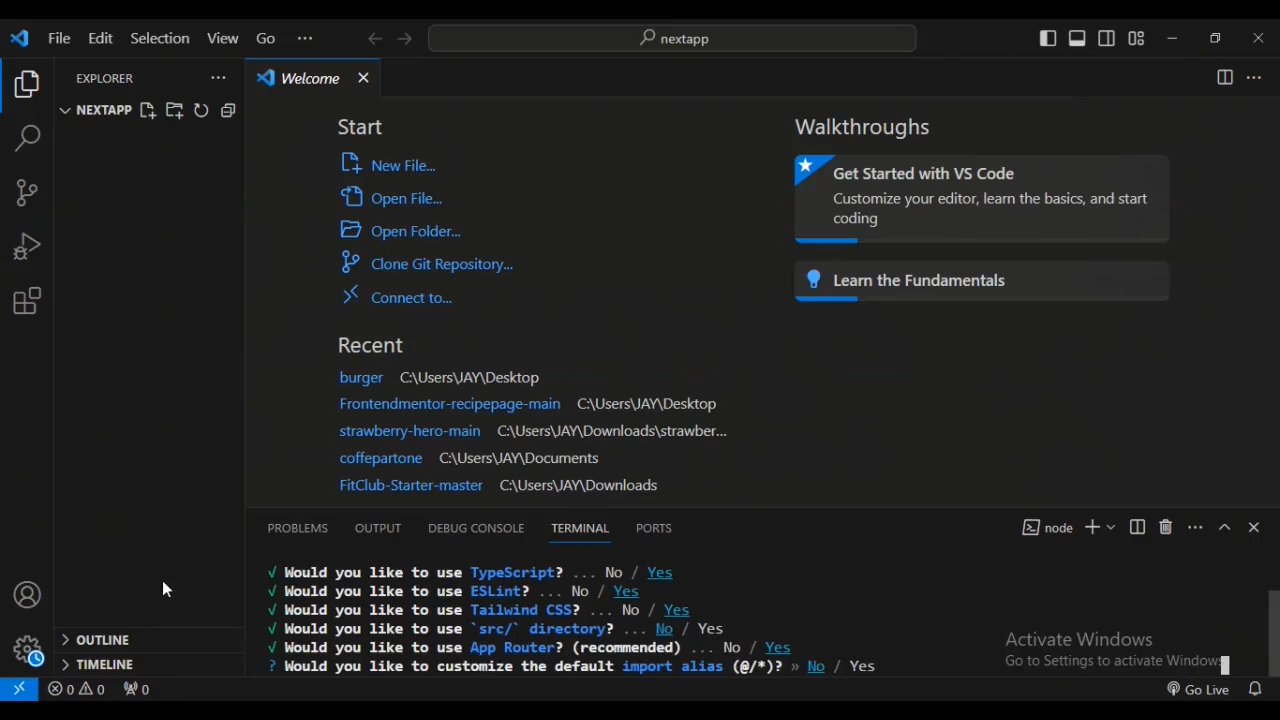 File Edit Selection View Go ··· nextapp
EXPLORER ··· Welcome
NEXTAPP
Start
New File...
Open File...
Open Folder...
Clone Git Repository...
Connect to...
Walkthroughs
Get Started with VS Code
Customize your editor, learn the basics, and start
coding
Learn the Fundamentals
Recent
burger C:\Users\JAY\Desktop
Frontendmentor-recipepage-main C:\Users\JAY\Desktop
strawberry-hero-main C:\Users\JAY\Downloads\strawber...
coffepartone C:\Users\JAY\Documents
FitClub-Starter-master C:\Users\JAY\Downloads
PROBLEMS OUTPUT DEBUG CONSOLE TERMINAL PORTS node
√ Would you like to use TypeScript? ... No / Yes
√ Would you like to use ESLint? ... No / Yes
√ Would you like to use Tailwind CSS? ... No / Yes
√ Would you like to use `src/` directory? ... No / Yes
√ Would you like to use App Router? (recommended) ... No / Yes
? Would you like to customize the default import alias (@/*)? » No / Yes
Activate Windows
Go to Settings to activate Windows
OUTLINE
TIMELINE
0 0 0 Go Live